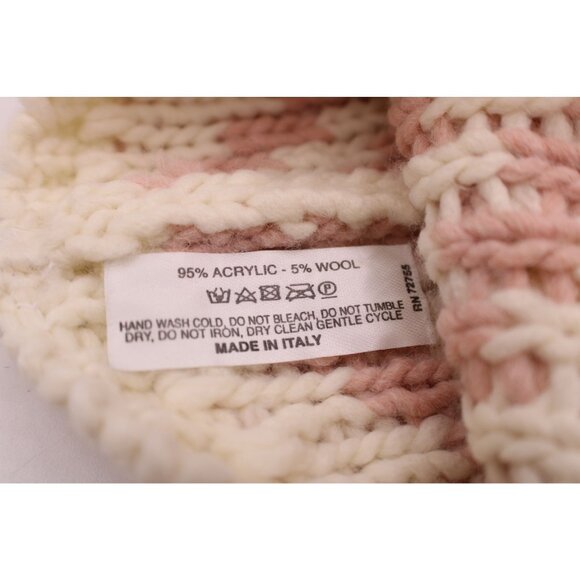 95% ACRYLIC - 5% WOOL
P
HAND WASH COLD, DO NOT BLEACH, DO NOT TUMBLE
DRY, DO NOT IRON, DRY CLEAN GENTLE CYCLE
MADE IN ITALY
RN 72755